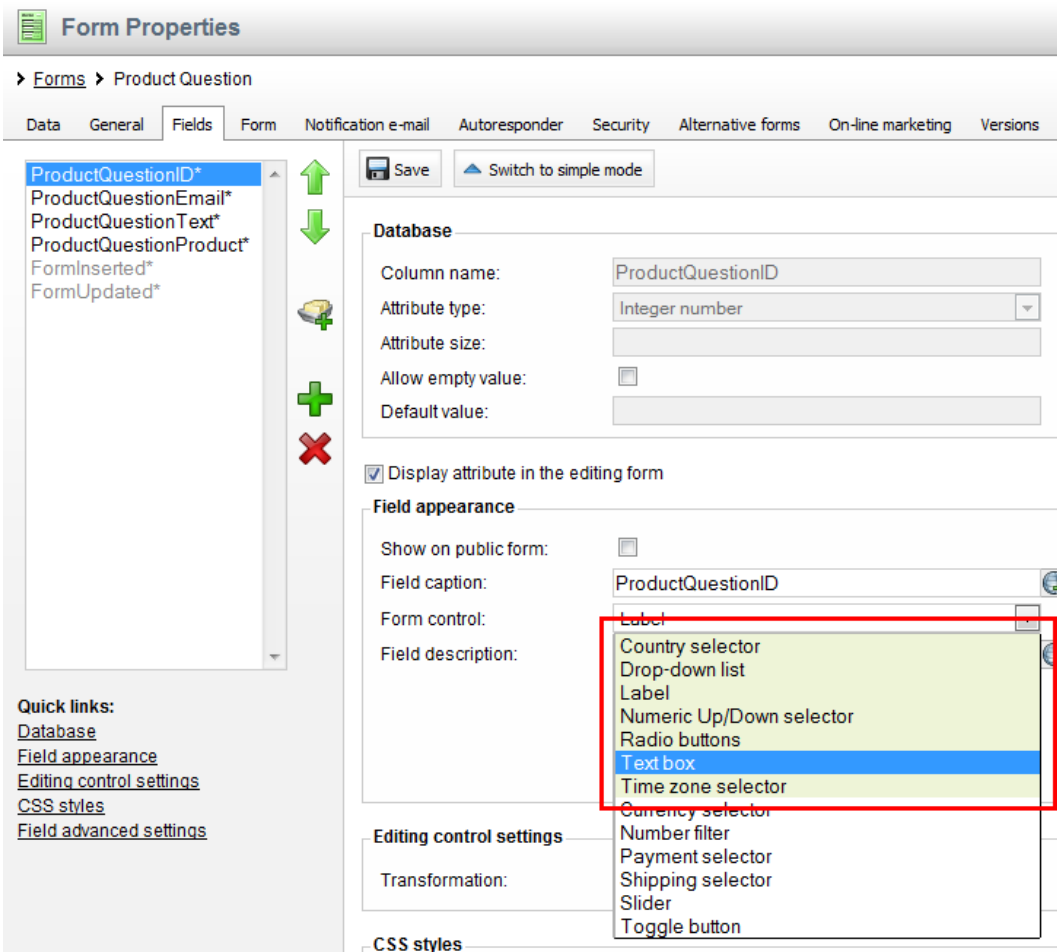 Form Properties
Forms Product Question
Data General Fields Form Notification e-mail Autoresponder Security Alternative forms On-line marketing Versions
ProductQuestionID*
ProductQuestionEmail*
ProductQuestionText*
ProductQuestionProduct*
FormInserted*
FormUpdated*
Quick links:
Database
Field appearance
Editing control settings
CSS styles
Field advanced settings
Save Switch to simple mode
Database
Column name: ProductQuestionID
Attribute type: Integer number
Attribute size:
Allow empty value:
Default value:
Display attribute in the editing form
Field appearance
Show on public form:
Field caption: ProductQuestionID
Form control: Label
Field description:
Country selector
Drop-down list
Label
Numeric Up/Down selector
Radio buttons
Text box
Time zone selector
Currency selector
Number filter
Payment selector
Shipping selector
Slider
Toggle button
Editing control settings
Transformation:
CSS styles